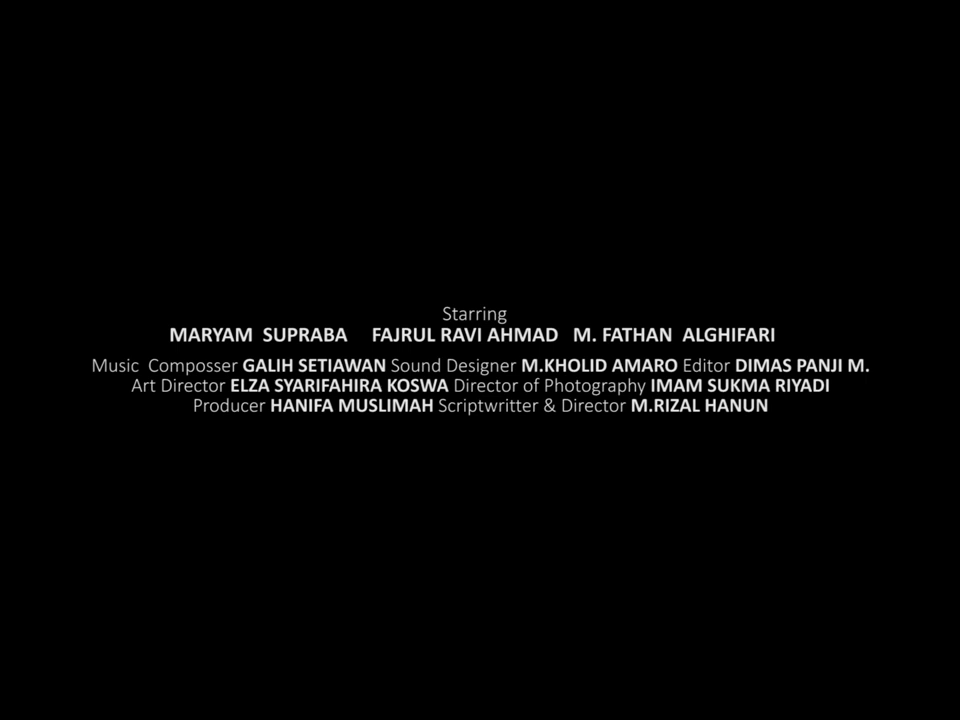 Starring
MARYAM SUPRABA FAJRUL RAVI AHMAD M. FATHAN ALGHIFARI
Music Composser GALIH SETIAWAN Sound Designer M.KHOLID AMARO Editor DIMAS PANJI M.
Art Director ELZA SYARIFAHIRA KOSWA Director of Photography IMAM SUKMA RIYADI
Producer HANIFA MUSLIMAH Scriptwritter & Director M.RIZAL HANUN